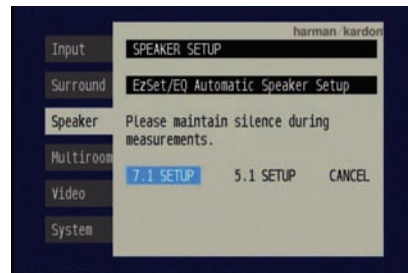 harman/kardon
Input
SPEAKER SETUP
Surround
EzSet/EQ Automatic Speaker Setup
Speaker
Please maintain silence during
measurements.
Multiroom
7.1 SETUP 5.1 SETUP CANCEL
Video
System